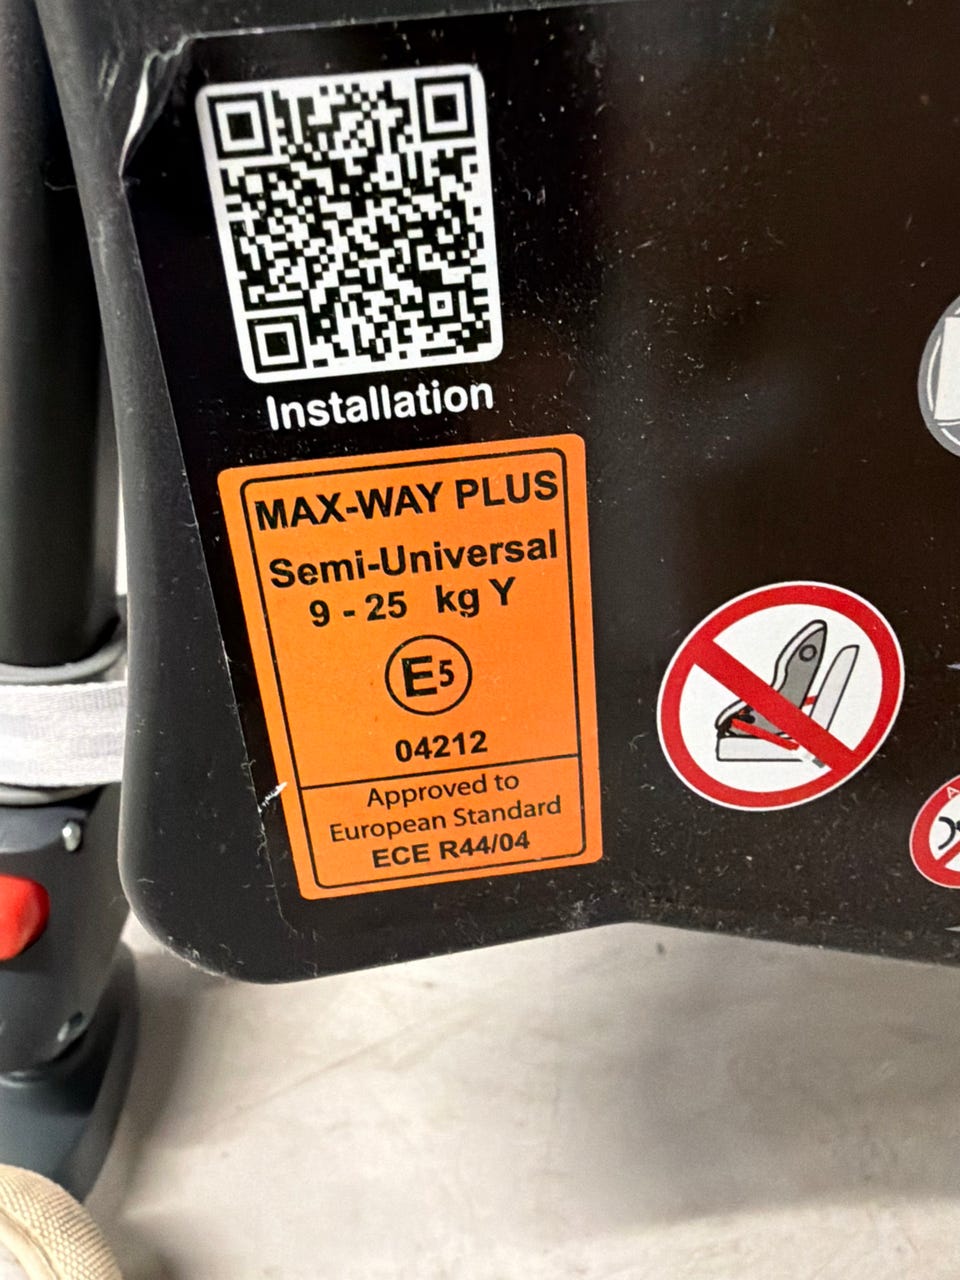 Installation
MAX-WAY PLUS
Semi-Universal
9 - 25 kg Y
E5
04212
Approved to
European Standard
ECE R44/04